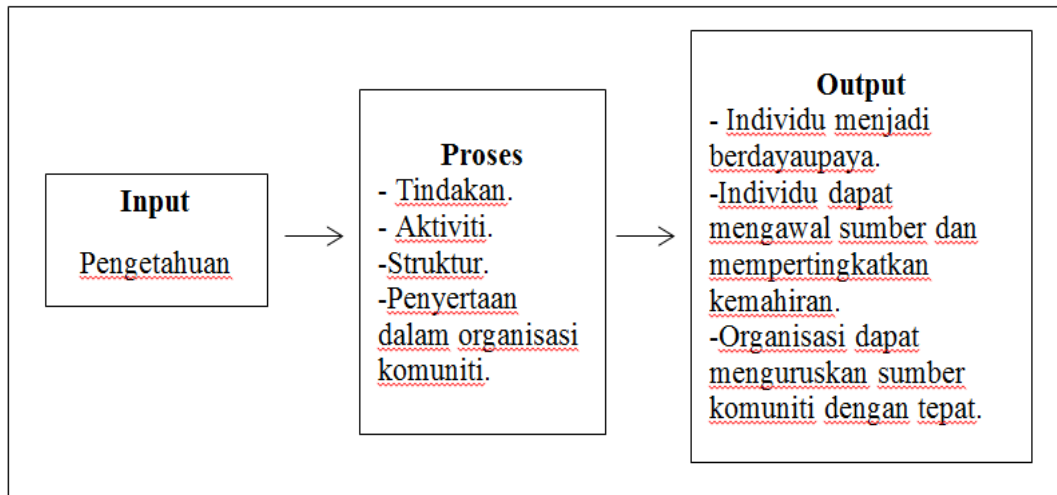 Input
Pengetahuan
Proses
- Tindakan.
- Aktiviti.
-Struktur.
-Penyertaan
dalam organisasi
komuniti.
Output
- Individu menjadi
berdayaupaya.
-Individu dapat
mengawal sumber dan
mempertingkatkan
kemahiran.
-Organisasi dapat
menguruskan sumber
komuniti dengan tepat.